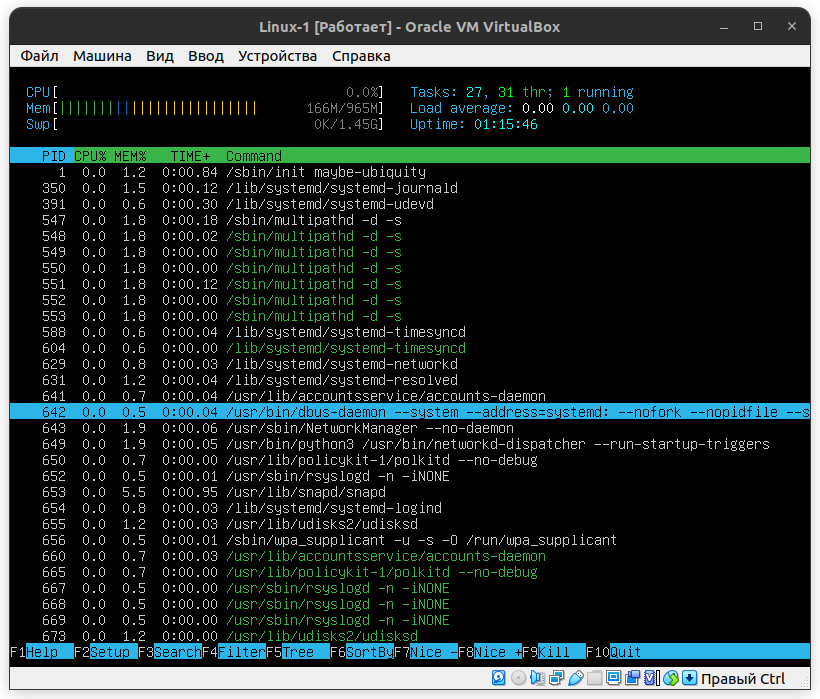 Linux-1 [Работает] - Oracle VM VirtualBox
Файл Машина Вид Ввод Устройства Справка
CPU[ 0.0%] Tasks: 27, 31 thr; 1 running
Mem[||||||||||||||||||||||||| 166M/965M] Load average: 0.00 0.00 0.00
Swp[ 0K/1.45G] Uptime: 01:15:46
PID CPU% MEM% TIME+ Command
1 0.0 1.2 0:00.84 /sbin/init maybe-ubiquity
350 0.0 1.5 0:00.12 /lib/systemd/systemd-journald
391 0.0 0.6 0:00.30 /lib/systemd/systemd-udevd
547 0.0 1.8 0:00.18 /sbin/multipathd -d -s
548 0.0 1.8 0:00.02 /sbin/multipathd -d -s
549 0.0 1.8 0:00.00 /sbin/multipathd -d -s
550 0.0 1.8 0:00.00 /sbin/multipathd -d -s
551 0.0 1.8 0:00.12 /sbin/multipathd -d -s
552 0.0 1.8 0:00.00 /sbin/multipathd -d -s
553 0.0 1.8 0:00.00 /sbin/multipathd -d -s
588 0.0 0.6 0:00.04 /lib/systemd/systemd-timesyncd
604 0.0 0.6 0:00.00 /lib/systemd/systemd-timesyncd
629 0.0 0.8 0:00.03 /lib/systemd/systemd-networkd
631 0.0 1.2 0:00.04 /lib/systemd/systemd-resolved
641 0.0 0.7 0:00.04 /usr/lib/accountsservice/accounts-daemon
642 0.0 0.5 0:00.04 /usr/bin/dbus-daemon --system --address=systemd: --nofork --nopidfile --s
643 0.0 1.9 0:00.06 /usr/sbin/NetworkManager --no-daemon
649 0.0 1.9 0:00.05 /usr/bin/python3 /usr/bin/networkd-dispatcher --run-startup-triggers
650 0.0 0.7 0:00.00 /usr/lib/policykit-1/polkitd --no-debug
652 0.0 0.5 0:00.01 /usr/sbin/rsyslogd -n -iNONE
653 0.0 5.5 0:00.95 /usr/lib/snapd/snapd
654 0.0 0.8 0:00.03 /lib/systemd/systemd-logind
655 0.0 1.2 0:00.03 /usr/lib/udisks2/udisksd
656 0.0 0.5 0:00.01 /sbin/wpa_supplicant -u -s -O /run/wpa_supplicant
660 0.0 0.7 0:00.03 /usr/lib/accountsservice/accounts-daemon
665 0.0 0.7 0:00.00 /usr/lib/policykit-1/polkitd --no-debug
667 0.0 0.5 0:00.00 /usr/sbin/rsyslogd -n -iNONE
668 0.0 0.5 0:00.00 /usr/sbin/rsyslogd -n -iNONE
669 0.0 0.5 0:00.00 /usr/sbin/rsyslogd -n -iNONE
673 0.0 1.2 0:00.00 /usr/lib/udisks2/udisksd
F1Help F2Setup F3SearchF4FilterF5Tree F6SortByF7Nice -F8Nice +F9Kill F10Quit
Правый Ctrl